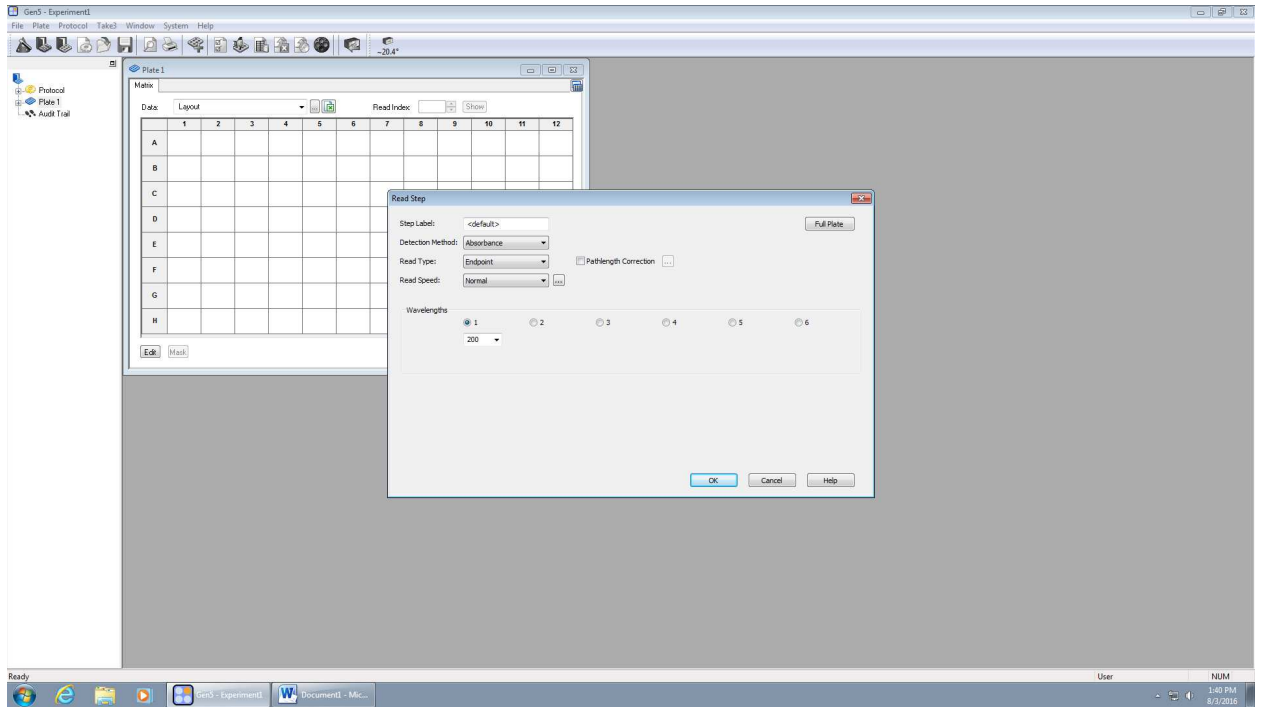 Gen5 - Experiment1
File Plate Protocol Take3 Window System Help
~20.4°
Protocol
Plate 1
Audit Trail
Plate 1
Matrix
Data: Layout ... Read Index: Show
1 2 3 4 5 6 7 8 9 10 11 12
A
B
C
D
E
F
G
H
Edit Mask
Read Step
Step Label: <default> Full Plate
Detection Method: Absorbance
Read Type: Endpoint Pathlength Correction ...
Read Speed: Normal ...
Wavelengths
1 2 3 4 5 6
200
OK Cancel Help
Ready User NUM
Gen5 - Experiment1 Document1 - Mic... 1:40 PM
8/3/2016